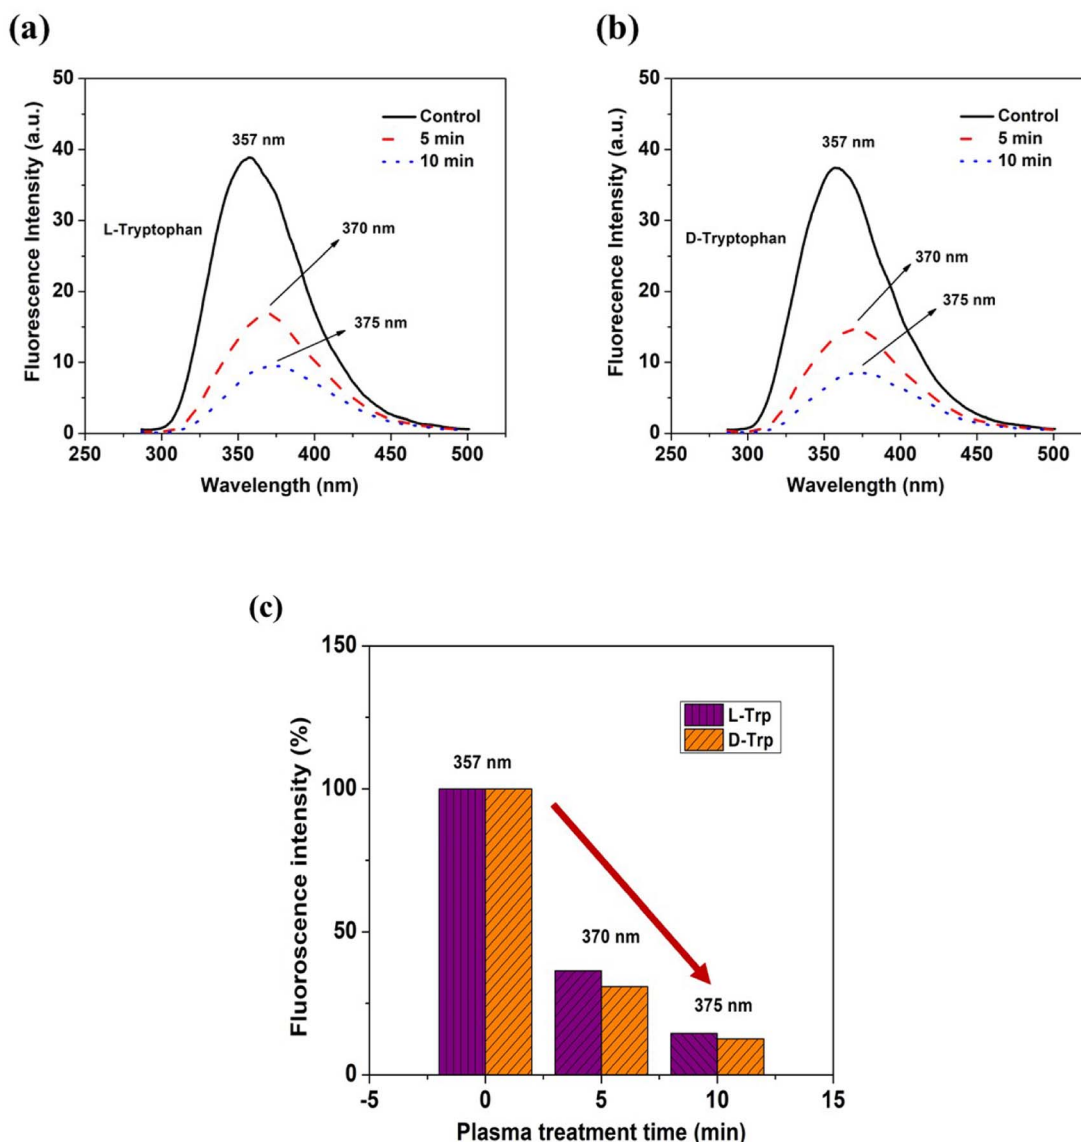 (a)
50
40
30
20
10
0
Fluorescence Intensity (a.u.)
357 nm
Control
5 min
10 min
L-Tryptophan
370 nm
375 nm
250 300 350 400 450 500
Wavelength (nm)
(b)
50
40
30
20
10
0
Fluorecence Intensity (a.u.)
357 nm
Control
5 min
10 min
D-Tryptophan
370 nm
375 nm
250 300 350 400 450 500
Wavelength (nm)
(c)
150
100
50
0
Fluoroscence intensity (%)
L-Trp
D-Trp
357 nm
370 nm
375 nm
-5 0 5 10 15
Plasma treatment time (min)